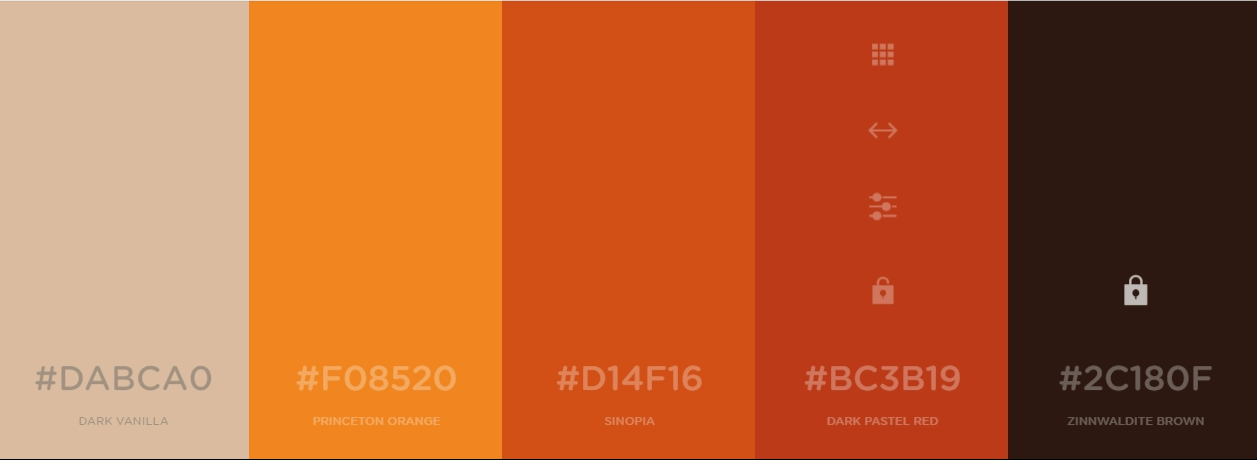 #DABCA0
DARK VANILLA
#F08520
PRINCETON ORANGE
#D14F16
SINOPIA
#BC3B19
DARK PASTEL RED
#2C180F
ZINNWALDITE BROWN